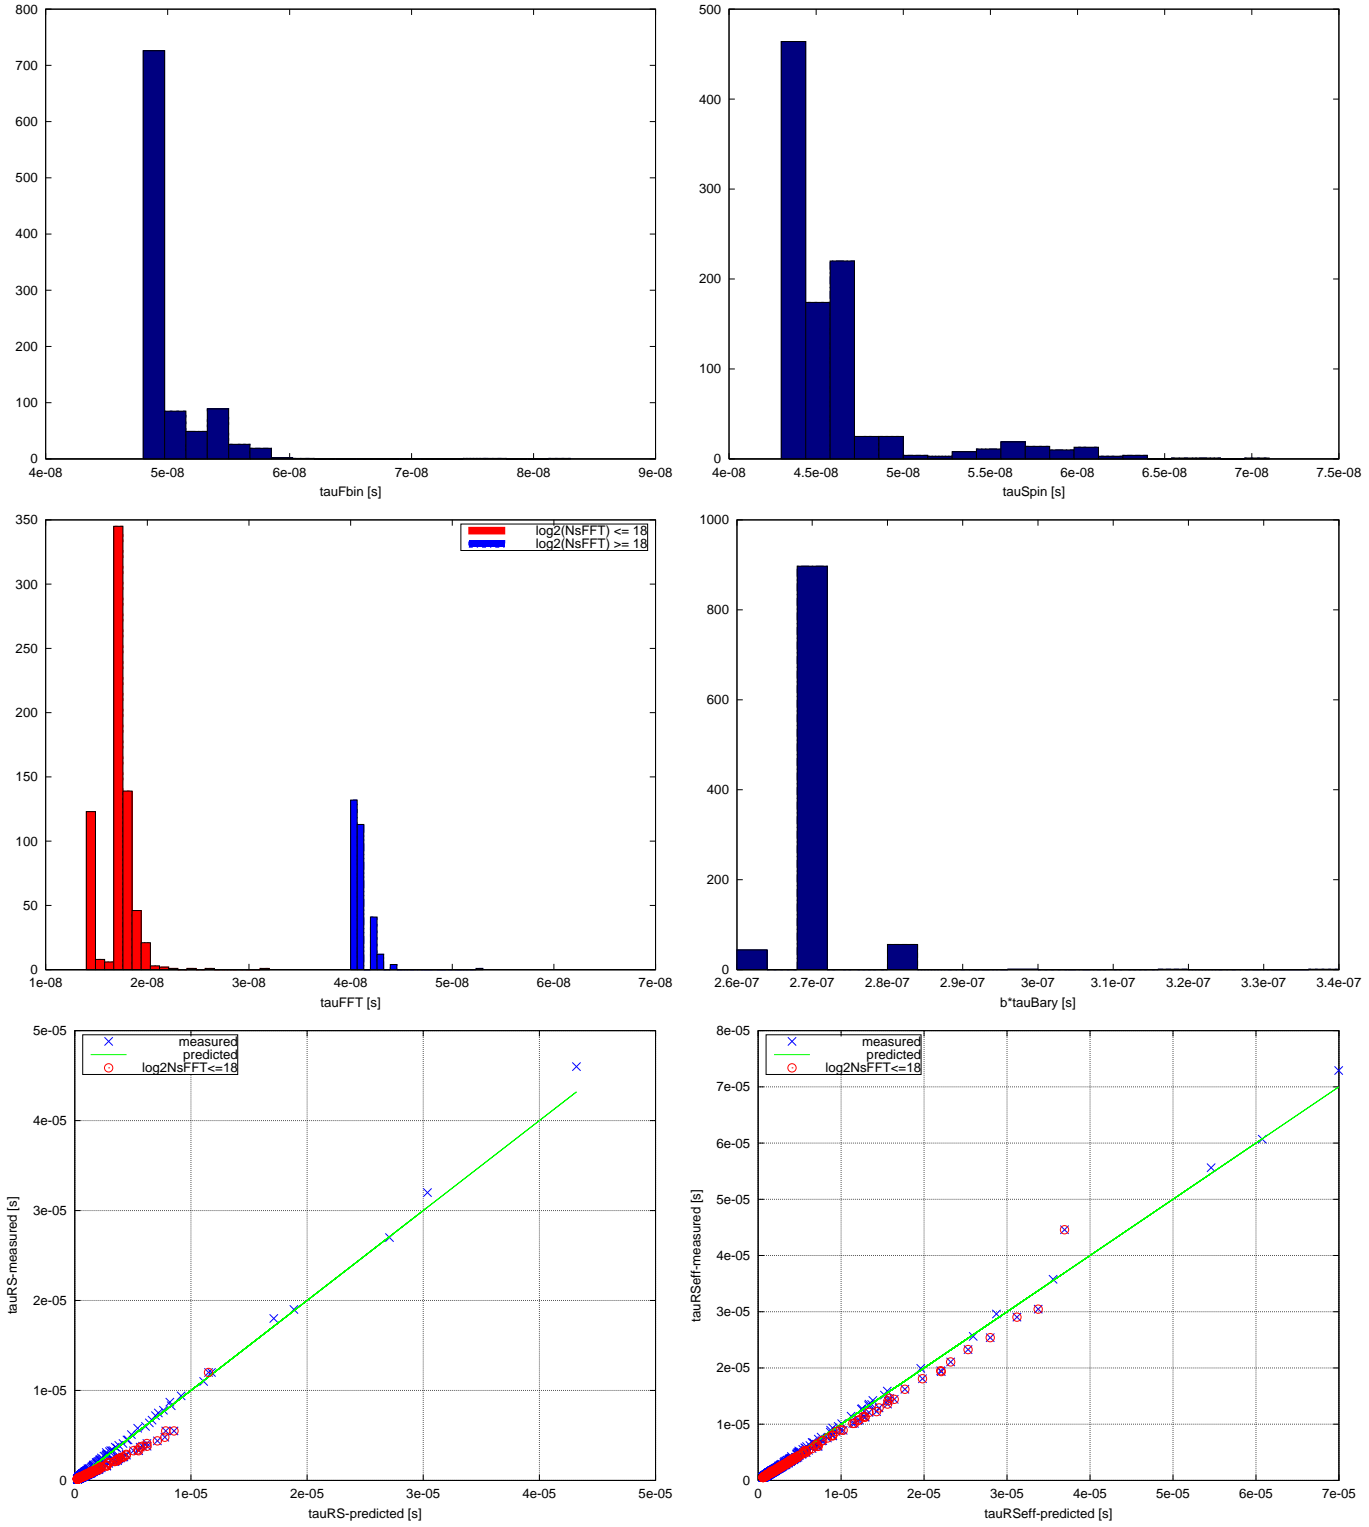 800
700
600
500
400
300
200
100
0
4e-08 5e-08 6e-08 7e-08 8e-08 9e-08
tauFbin [s]
500
400
300
200
100
0
4e-08 4.5e-08 5e-08 5.5e-08 6e-08 6.5e-08 7e-08 7.5e-08
tauSpin [s]
350
300
250
200
150
100
50
0
log2(NsFFT) <= 18
log2(NsFFT) >= 18
1e-08 2e-08 3e-08 4e-08 5e-08 6e-08 7e-08
tauFFT [s]
1000
800
600
400
200
0
2.6e-07 2.7e-07 2.8e-07 2.9e-07 3e-07 3.1e-07 3.2e-07 3.3e-07 3.4e-07
b*tauBary [s]
5e-05
4e-05
3e-05
2e-05
1e-05
0
tauRS-measured [s]
measured
predicted
log2NsFFT<=18
0 1e-05 2e-05 3e-05 4e-05 5e-05
tauRS-predicted [s]
8e-05
7e-05
6e-05
5e-05
4e-05
3e-05
2e-05
1e-05
0
tauRSeff-measured [s]
measured
predicted
log2NsFFT<=18
0 1e-05 2e-05 3e-05 4e-05 5e-05 6e-05 7e-05
tauRSeff-predicted [s]